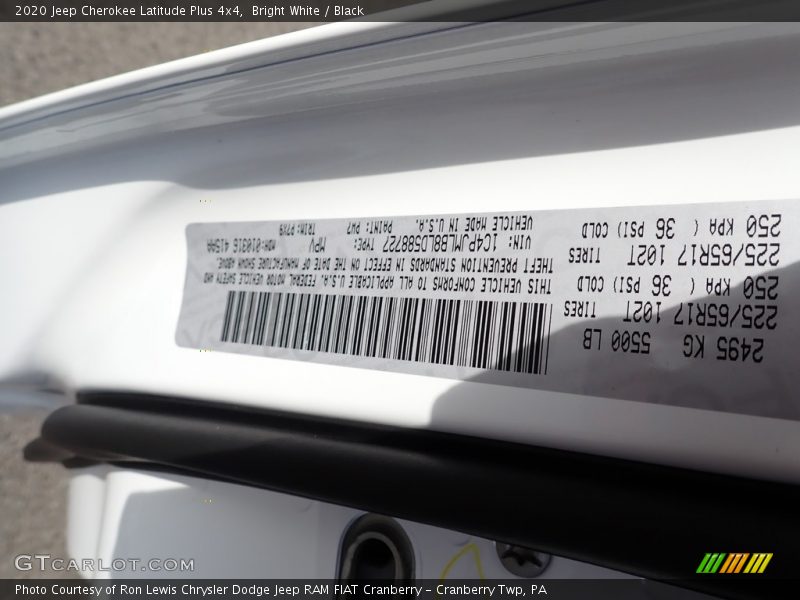 2020 Jeep Cherokee Latitude Plus 4x4, Bright White / Black
2495 KG 5500 LB
225/65R17 102T TIRES
250 KPA ( 36 PSI) COLD
225/65R17 102T TIRES
250 KPA ( 36 PSI) COLD
THIS VEHICLE CONFORMS TO ALL APPLICABLE U.S.A. FEDERAL MOTOR VEHICLE SAFETY AND
THEFT PREVENTION STANDARDS IN EFFECT ON THE DATE OF MANUFACTURE SHOWN ABOVE.
VIN: 1C4PJMLB8LD588727 TYPE: MPV MDH:010316 415AA
VEHICLE MADE IN U.S.A. PAINT: PW7 TRIM: P7X9
GTCARLOT.COM
Photo Courtesy of Ron Lewis Chrysler Dodge Jeep RAM FIAT Cranberry – Cranberry Twp, PA